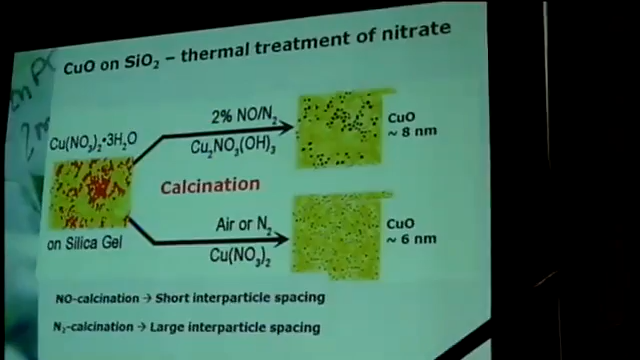 CuO on SiO₂ – thermal treatment of nitrate
Cu(NO₃)₂•3H₂O
on Silica Gel
2% NO/N₂
Cu₂NO₃(OH)₃
CuO
~ 8 nm
Calcination
Air or N₂
Cu(NO₃)₂
CuO
~ 6 nm
NO-calcination → Short interparticle spacing
N₂-calcination → Large interparticle spacing